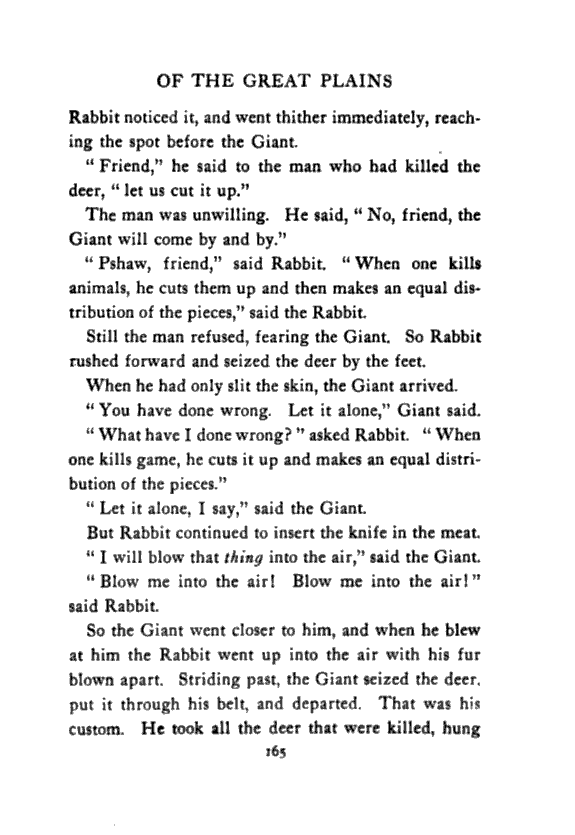 OF THE GREAT PLAINS
Rabbit noticed it, and went thither immediately, reach-
ing the spot before the Giant.
“ Friend,” he said to the man who had killed the
deer, “ let us cut it up.”
The man was unwilling. He said, “ No, friend, the
Giant will come by and by.”
“ Pshaw, friend,” said Rabbit. “ When one kills
animals, he cuts them up and then makes an equal dis-
tribution of the pieces,” said the Rabbit.
Still the man refused, fearing the Giant. So Rabbit
rushed forward and seized the deer by the feet.
When he had only slit the skin, the Giant arrived.
“ You have done wrong. Let it alone,” Giant said.
“ What have I done wrong? ” asked Rabbit. “ When
one kills game, he cuts it up and makes an equal distri-
bution of the pieces.”
“ Let it alone, I say,” said the Giant.
But Rabbit continued to insert the knife in the meat.
“ I will blow that thing into the air,” said the Giant.
“ Blow me into the air! Blow me into the air! ”
said Rabbit.
So the Giant went closer to him, and when he blew
at him the Rabbit went up into the air with his fur
blown apart. Striding past, the Giant seized the deer,
put it through his belt, and departed. That was his
custom. He took all the deer that were killed, hung
165